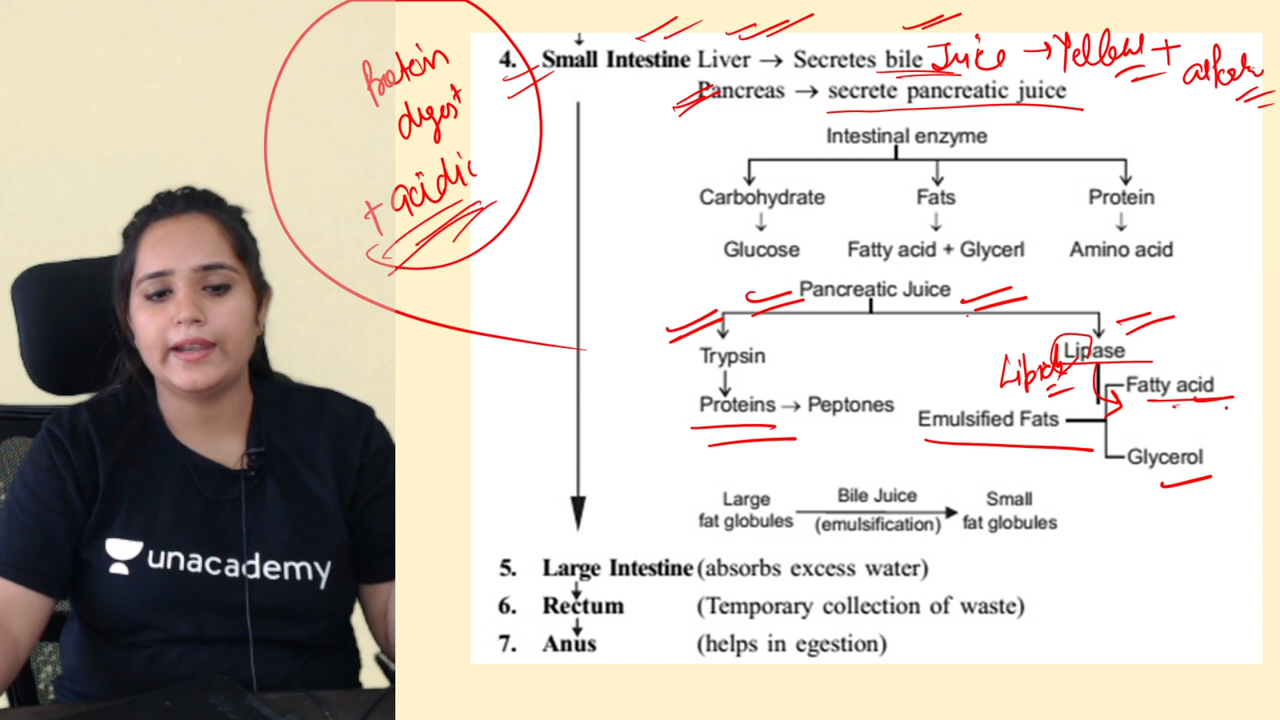 4. Small Intestine Liver → Secretes bile Juice → Yellow +
Pancreas → secrete pancreatic juice
digest
+ acidic
Intestinal enzyme
Carbohydrate Fats Protein
↓ ↓ ↓
Glucose Fatty acid + Glycerl Amino acid
Pancreatic Juice
Trypsin Lipase
Fatty acid
Proteins → Peptones
Emulsified Fats
Glycerol
Large fat globules
Bile Juice
(emulsification)
Small fat globules
5. Large Intestine (absorbs excess water)
6. Rectum (Temporary collection of waste)
7. Anus (helps in egestion)
unacademy